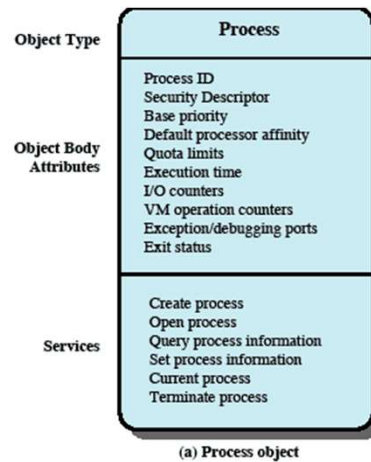 Object Type
Process
Object Body
Attributes
Process ID
Security Descriptor
Base priority
Default processor affinity
Quota limits
Execution time
I/O counters
VM operation counters
Exception/debugging ports
Exit status
Services
Create process
Open process
Query process information
Set process information
Current process
Terminate process
(a) Process object